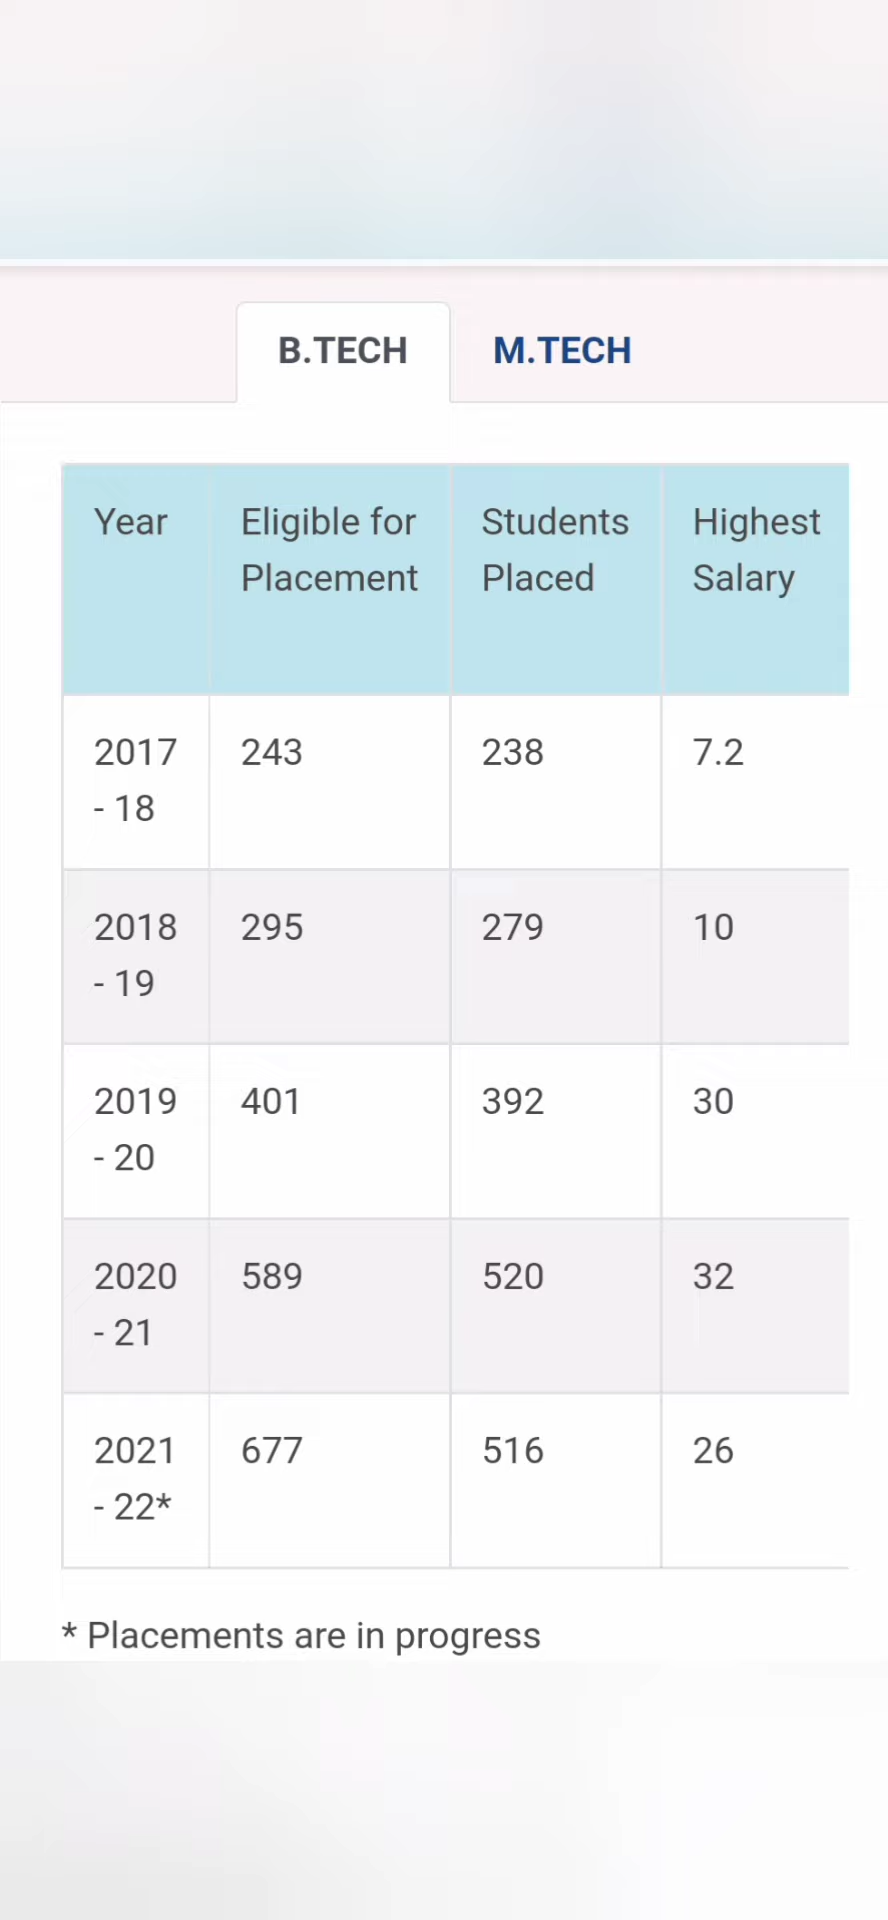 B.TECH M.TECH
Year Eligible for Students Highest
Placement Placed Salary
2017 243 238 7.2
- 18
2018 295 279 10
- 19
2019 401 392 30
- 20
2020 589 520 32
- 21
2021 677 516 26
- 22*
* Placements are in progress